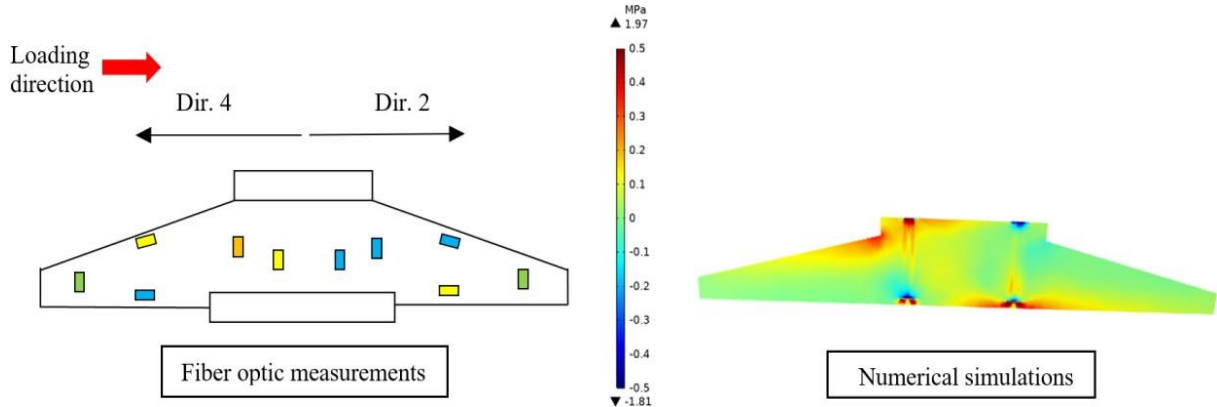 Loading
direction
Dir. 4
Dir. 2
Fiber optic measurements
MPa
▲ 1.97
0.5
0.4
0.3
0.2
0.1
0
-0.1
-0.2
-0.3
-0.4
-0.5
▼ -1.81
Numerical simulations